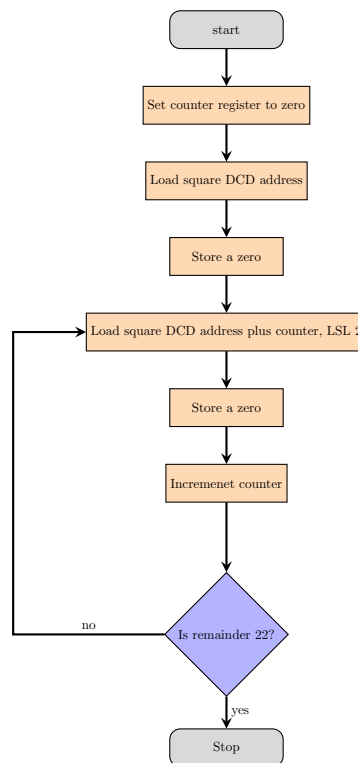 start
Set counter register to zero
Load square DCD address
Store a zero
Load square DCD address plus counter, LSL 2
Store a zero
Incremenet counter
Is remainder 22?
no
yes
Stop